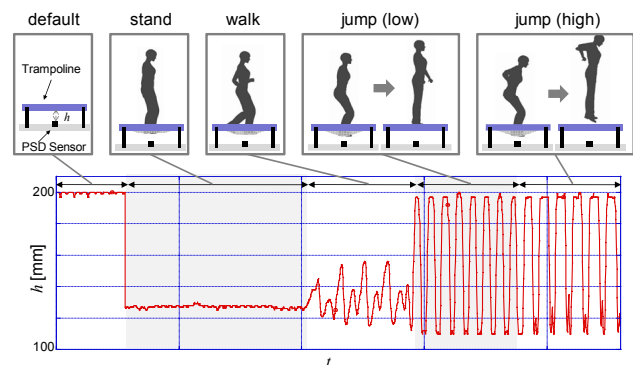 default
stand
walk
jump (low)
jump (high)
Trampoline
h
PSD Sensor
200
h [mm]
100
t